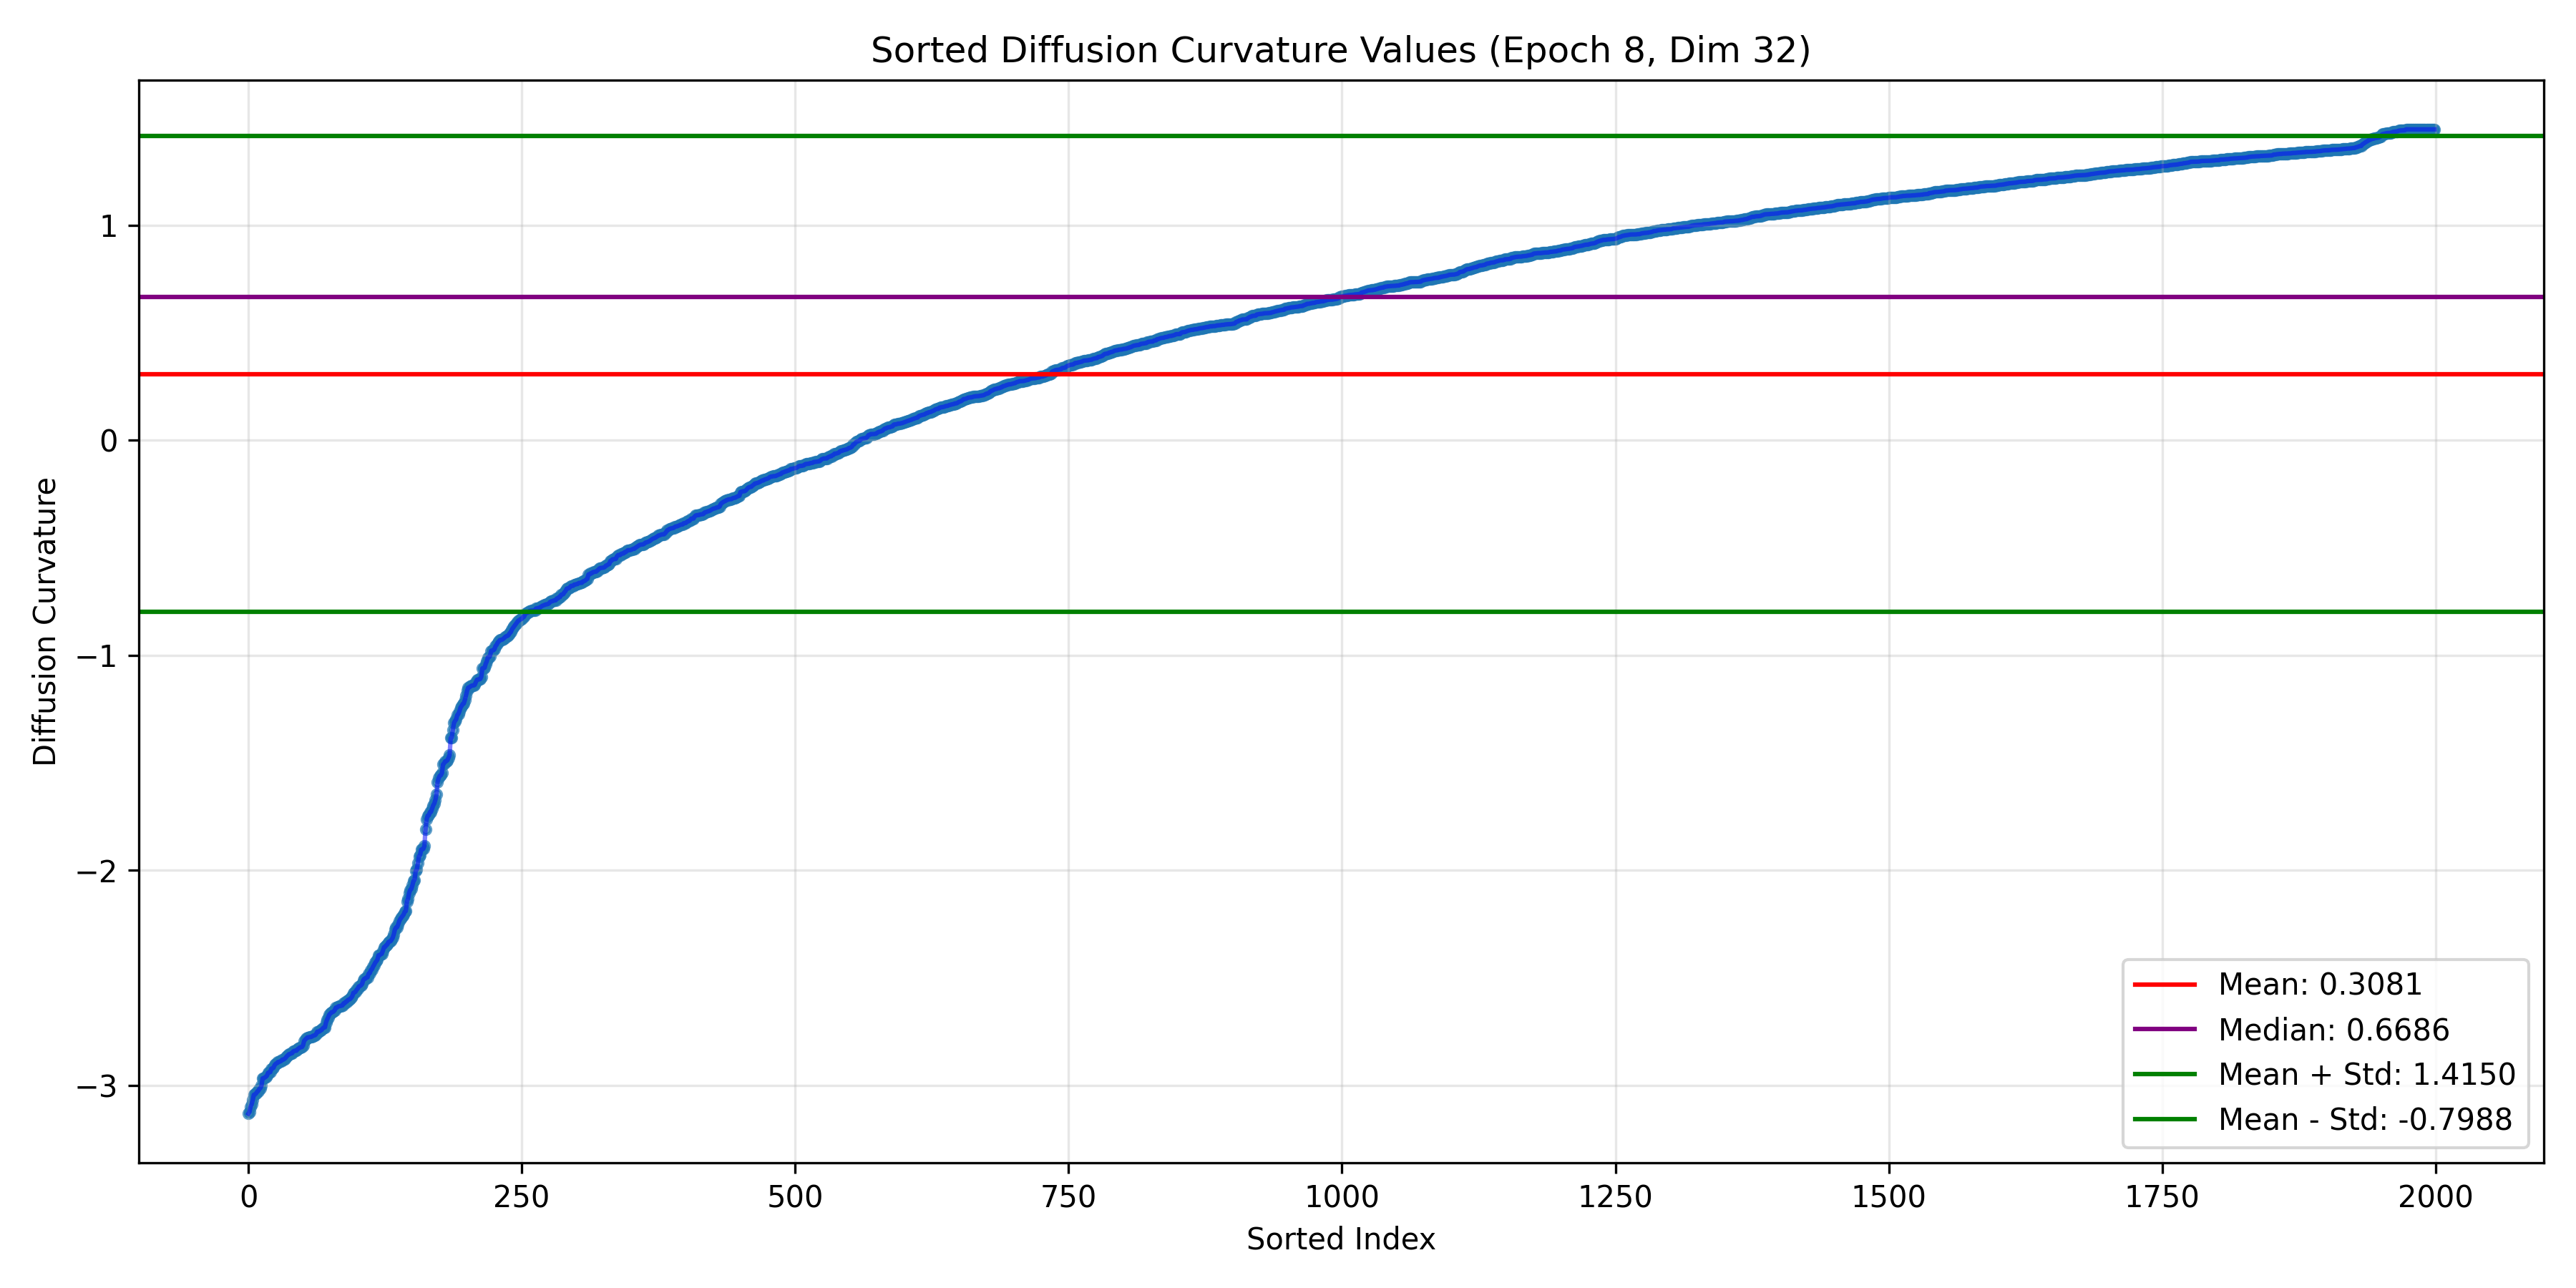 Sorted Diffusion Curvature Values (Epoch 8, Dim 32)
Diffusion Curvature
1
0
−1
−2
−3
0 250 500 750 1000 1250 1500 1750 2000
Sorted Index
Mean: 0.3081
Median: 0.6686
Mean + Std: 1.4150
Mean - Std: -0.7988